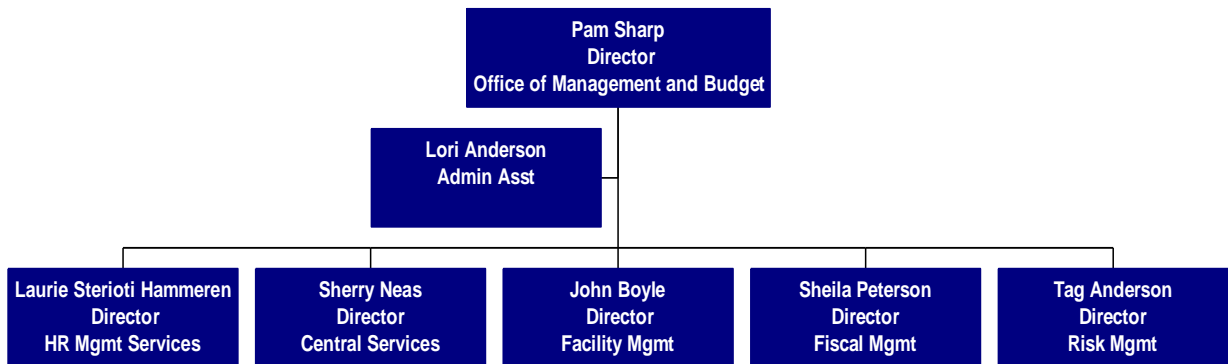 Pam Sharp
Director
Office of Management and Budget
Lori Anderson
Admin Asst
Laurie Sterioti Hammeren
Director
HR Mgmt Services
Sherry Neas
Director
Central Services
John Boyle
Director
Facility Mgmt
Sheila Peterson
Director
Fiscal Mgmt
Tag Anderson
Director
Risk Mgmt